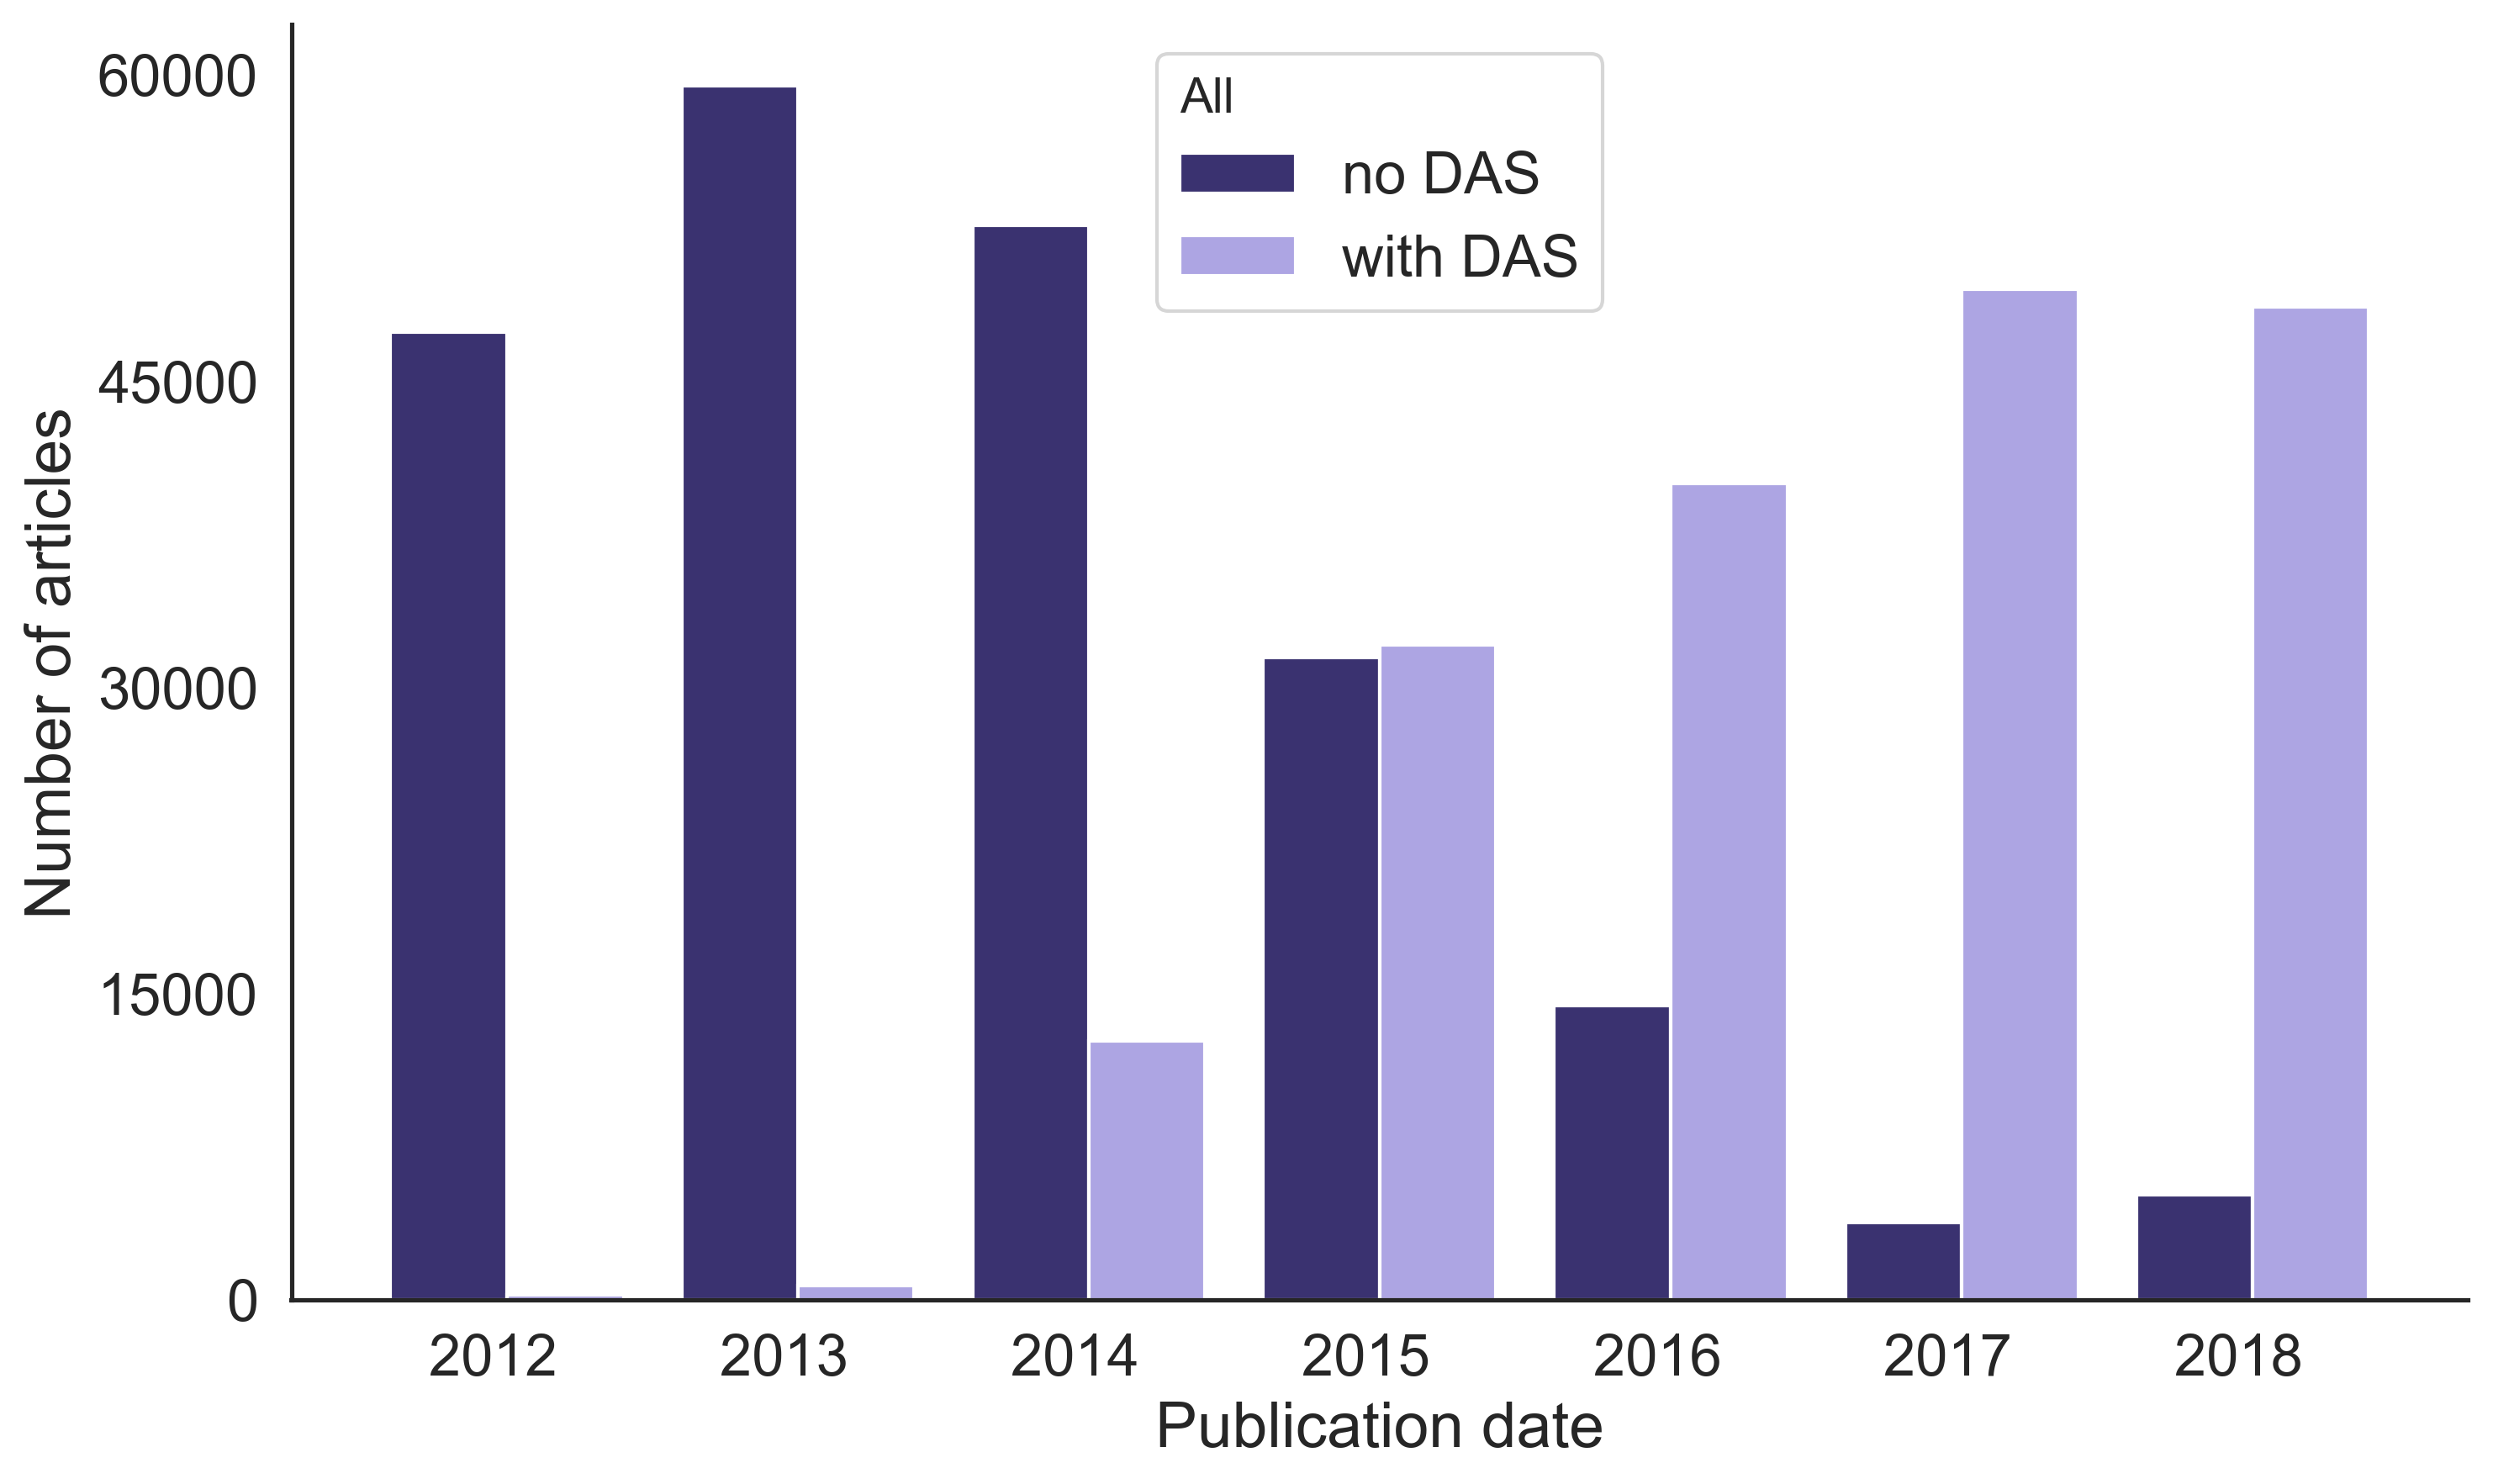 60000
45000
30000
15000
0
Number of articles
All
no DAS
with DAS
2012 2013 2014 2015 2016 2017 2018
Publication date